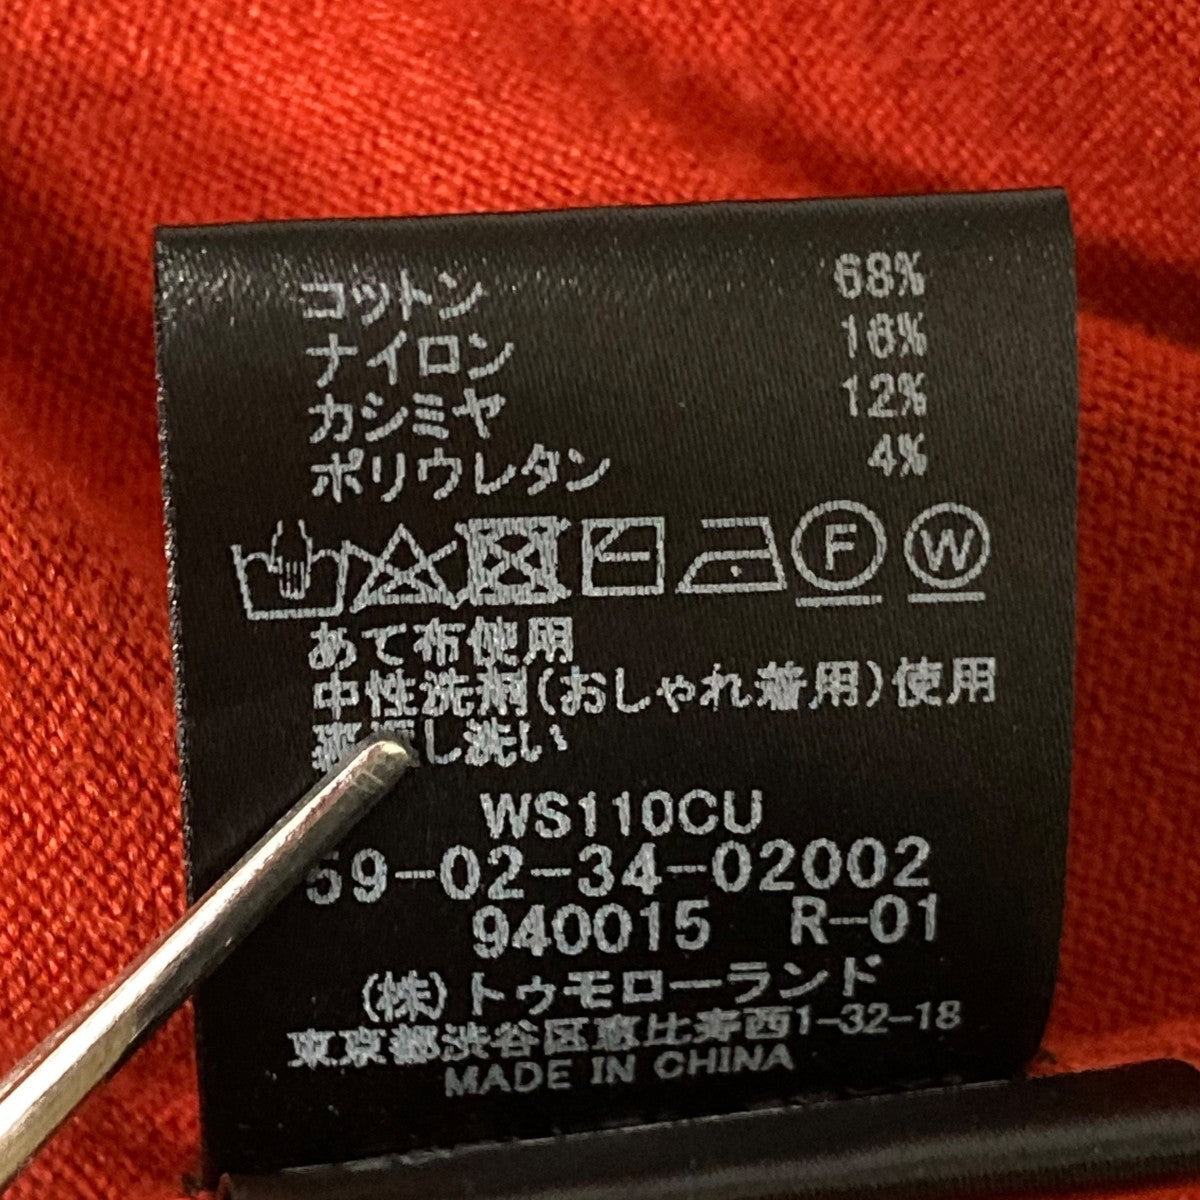 コットン 68%
ナイロン 16%
カシミヤ 12%
ポリウレタン 4%
F W
あて布使用
中性洗剤(おしゃれ着用)使用
裏返し洗い
WS110CU
59-02-34-02002
940015 R-01
(株)トゥモローランド
東京都渋谷区恵比寿西1-32-18
MADE IN CHINA